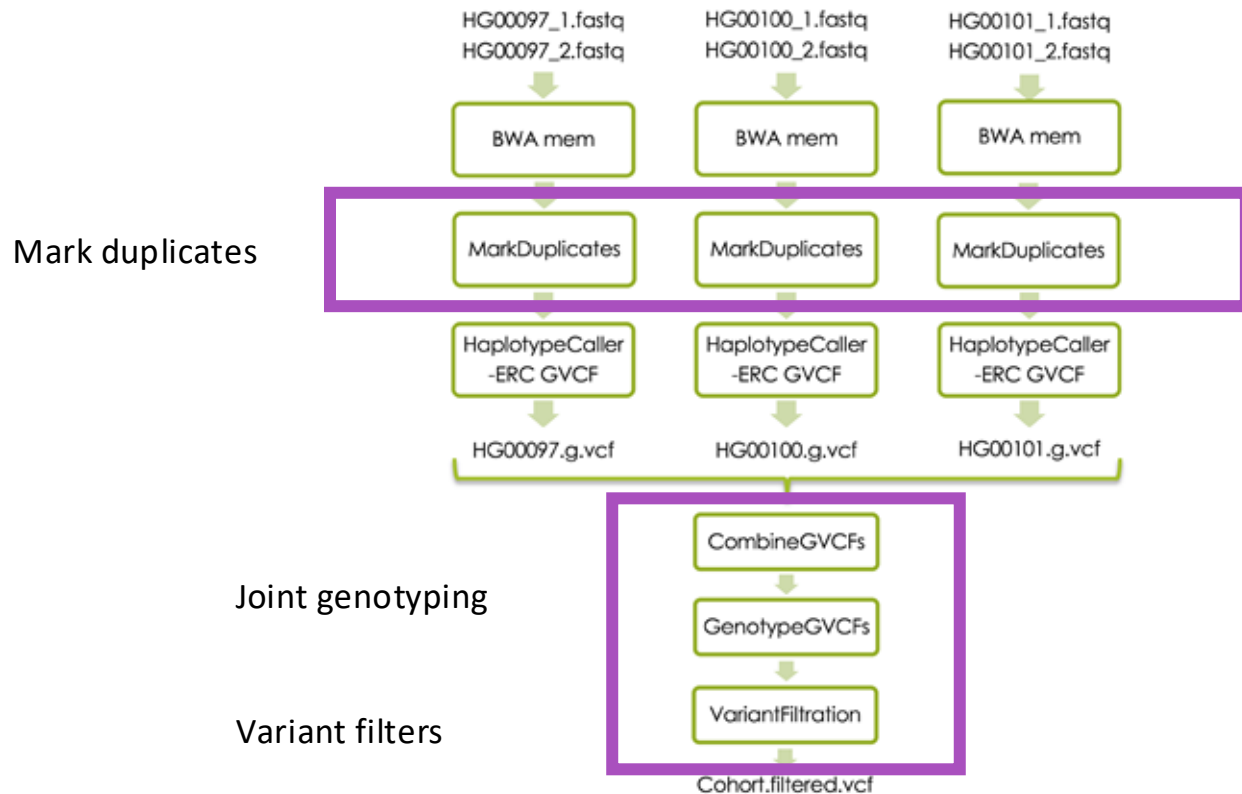 HG00097_1.fastq
HG00097_2.fastq
HG00100_1.fastq
HG00100_2.fastq
HG00101_1.fastq
HG00101_2.fastq
BWA mem
BWA mem
BWA mem
Mark duplicates
MarkDuplicates
MarkDuplicates
MarkDuplicates
HaplotypeCaller
-ERC GVCF
HaplotypeCaller
-ERC GVCF
HaplotypeCaller
-ERC GVCF
HG00097.g.vcf
HG00100.g.vcf
HG00101.g.vcf
CombineGVCFs
Joint genotyping
GenotypeGVCFs
Variant filters
VariantFiltration
Cohort.filtered.vcf